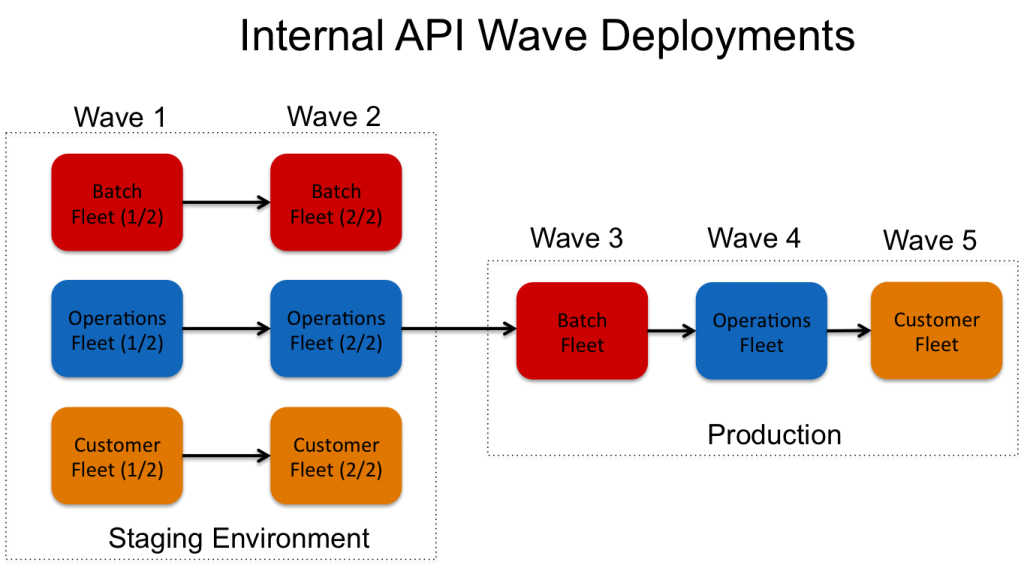 Internal API Wave Deployments
Wave 1
Wave 2
Batch
Fleet (1/2)
Batch
Fleet (2/2)
Operations
Fleet (1/2)
Operations
Fleet (2/2)
Customer
Fleet (1/2)
Customer
Fleet (2/2)
Staging Environment
Wave 3
Wave 4
Wave 5
Batch
Fleet
Operations
Fleet
Customer
Fleet
Production